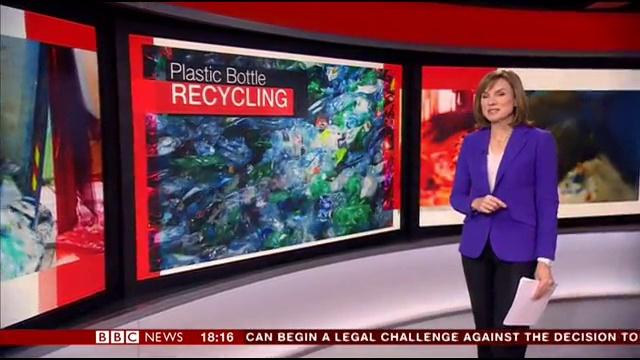 Plastic Bottle
RECYCLING
BBC NEWS 18:16 CAN BEGIN A LEGAL CHALLENGE AGAINST THE DECISION TO